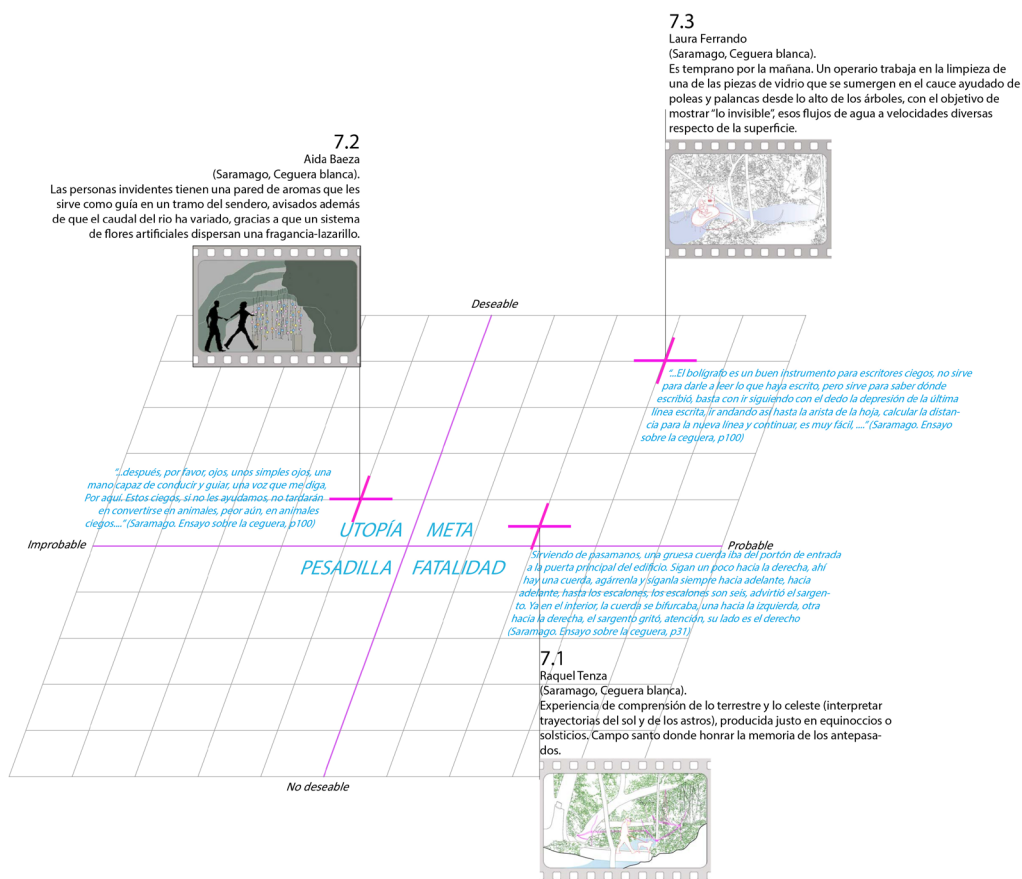 7.3
Laura Ferrando
(Saramago, Ceguera blanca).
Es temprano por la mañana. Un operario trabaja en la limpieza de
una de las piezas de vidrio que se sumergen en el cauce ayudado de
poleas y palancas desde lo alto de los árboles, con el objetivo de
mostrar “lo invisible”, esos flujos de agua a velocidades diversas
respecto de la superficie.
7.2
Aida Baeza
(Saramago, Ceguera blanca).
Las personas invidentes tienen una pared de aromas que les
sirve como guía en un tramo del sendero, avisados además
de que el caudal del rio ha variado, gracias a que un sistema
de flores artificiales dispersan una fragancia-lazarillo.
Deseable
“...El bolígrafo es un buen instrumento para escritores ciegos, no sirve
para darle a leer lo que haya escrito, pero sirve para saber dónde
escribió, basta con ir siguiendo con el dedo la depresión de la última
línea escrita, ir andando así hasta la arista de la hoja, calcular la distan-
cia para la nueva línea y continuar, es muy fácil, ....” (Saramago. Ensayo
sobre la ceguera, p100)
“...después, por favor, ojos, unos simples ojos, una
mano capaz de conducir y guiar, una voz que me diga,
Por aquí. Estos ciegos, si no les ayudamos, no tardarán
en convertirse en animales, peor aún, en animales
ciegos....” (Saramago. Ensayo sobre la ceguera, p100)
UTOPÍA META
Improbable
Probable
PESADILLA FATALIDAD
Sirviendo de pasamanos, una gruesa cuerda iba del portón de entrada
a la puerta principal del edificio. Sigan un poco hacia la derecha, ahí
hay una cuerda, agárrenla y síganla siempre hacia adelante, hacia
adelante, hasta los escalones, los escalones son seis, advirtió el sargen-
to. Ya en el interior, la cuerda se bifurcaba, una hacia la izquierda, otra
hacia la derecha, el sargento gritó, atención, su lado es el derecho
(Saramago. Ensayo sobre la ceguera, p31)
7.1
Raquel Tenza
(Saramago, Ceguera blanca).
Experiencia de comprensión de lo terrestre y lo celeste (interpretar
trayectorias del sol y de los astros), producida justo en equinoccios o
solsticios. Campo santo donde honrar la memoria de los antepasa-
dos.
No deseable